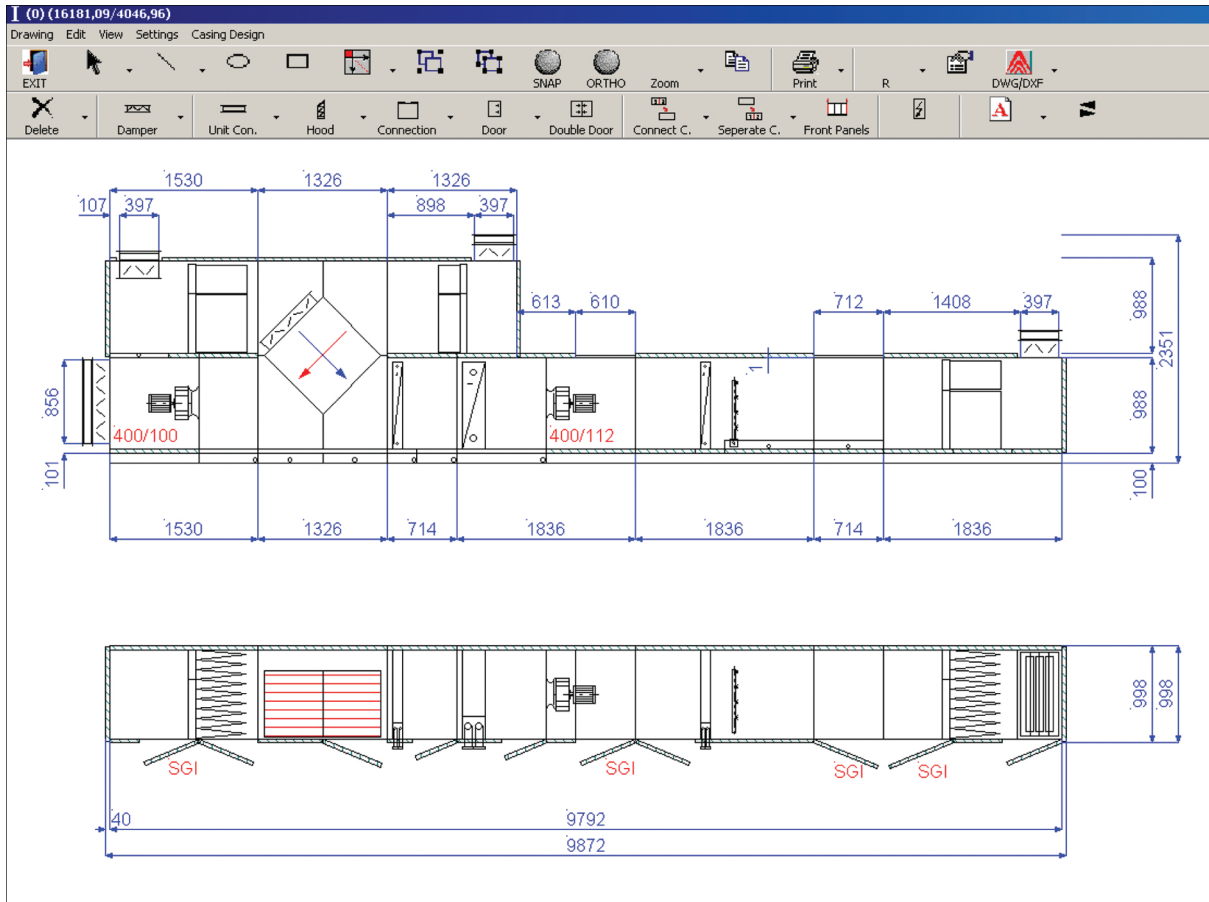 (0) (16181,09/4046,96)
Drawing Edit View Settings Casing Design
EXIT SNAP ORTHO Zoom Print R DWG/DXF
Delete Damper Unit Con. Hood Connection Door Double Door Connect C. Seperate C. Front Panels A
1530 1326 1326
107 397 898 397
613 610 712 1408 397
988
2351
1
856
988
400/100 400/112
101
100
1530 1326 714 1836 1836 714 1836
998 998
SGI SGI SGI SGI
40 9792
9872